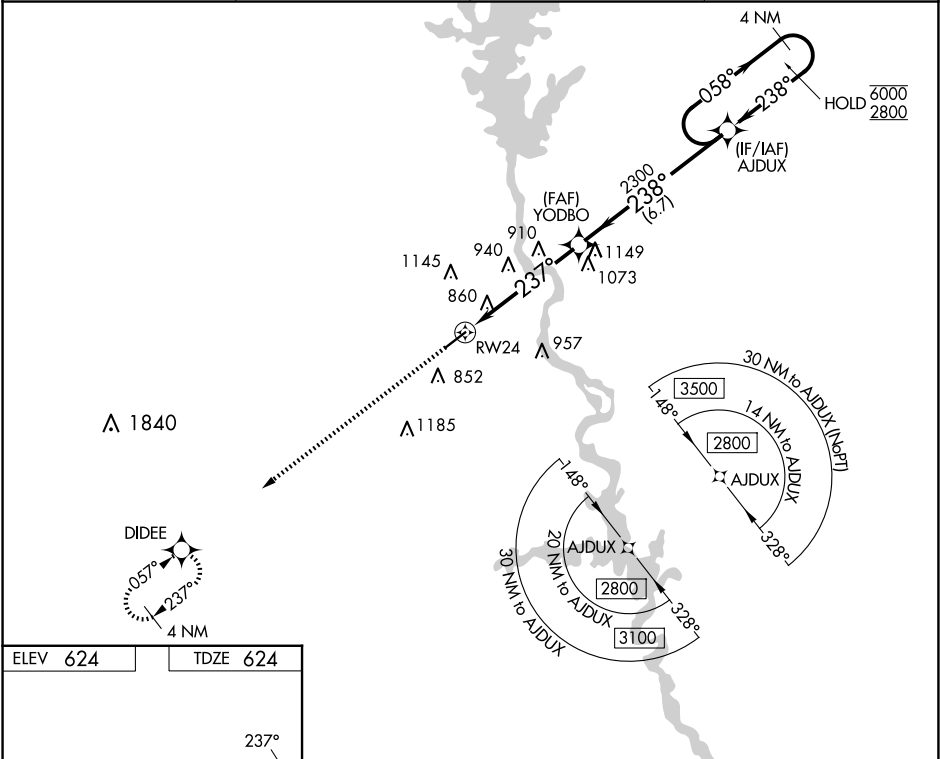 4 NM
058°
238°
HOLD 6000
2800
(IF/IAF)
AJDUX
2300
238°
(6.7)
(FAF)
YODBO
910
940
1145
1149
1073
237°
860
RW24
957
852
1185
1840
30 NM to AJDUX (NoPT)
3500
148°
14 NM to AJDUX
2800
AJDUX
328°
148°
AJDUX
20 NM to AJDUX
30 NM to AJDUX
2800
328°
3100
DIDEE
057°
237°
4 NM
ELEV 624
TDZE 624
237°